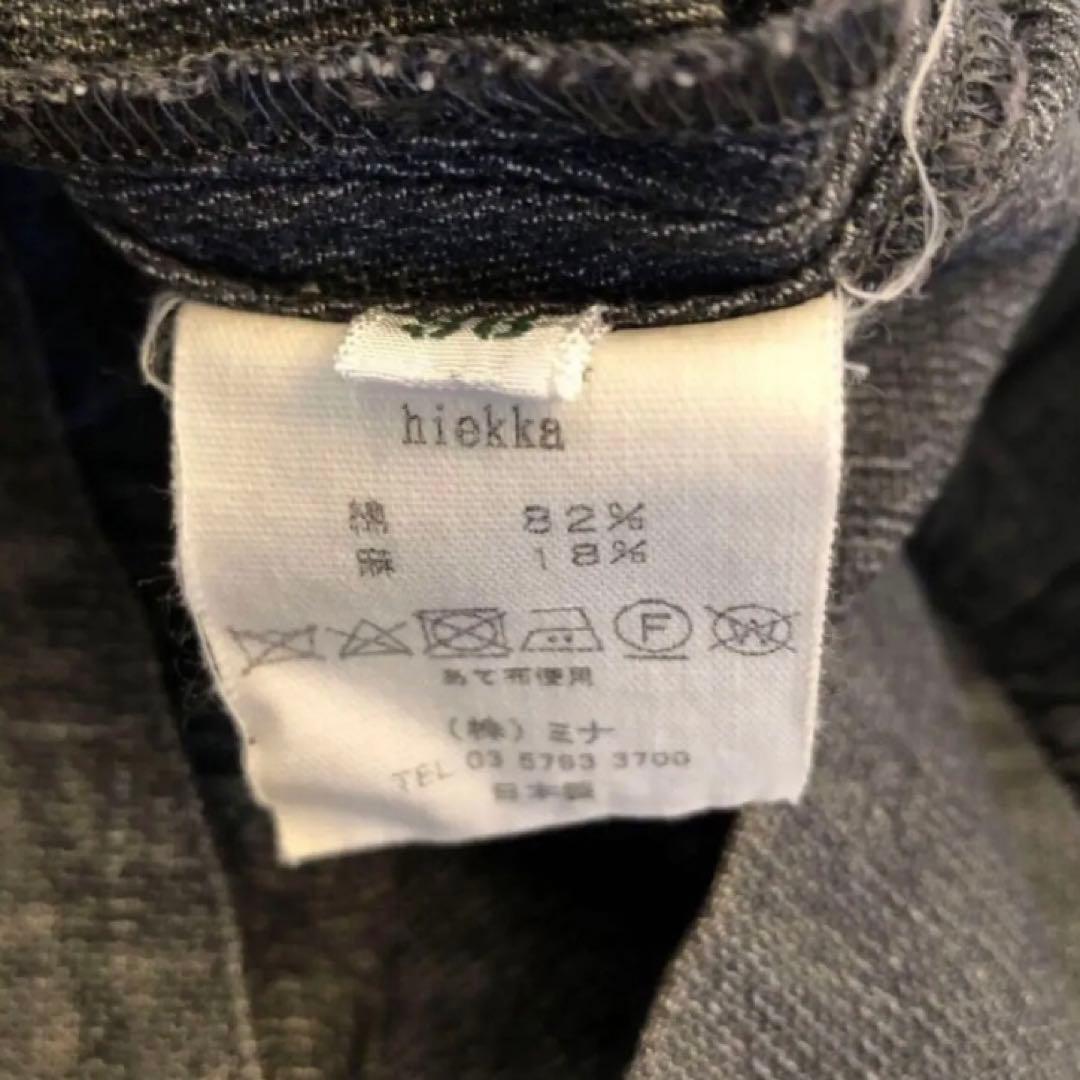 hiekka
綿 82%
18%
F W
あて布使用
(株)ミナ
TEL 03 5763 3700
日本製